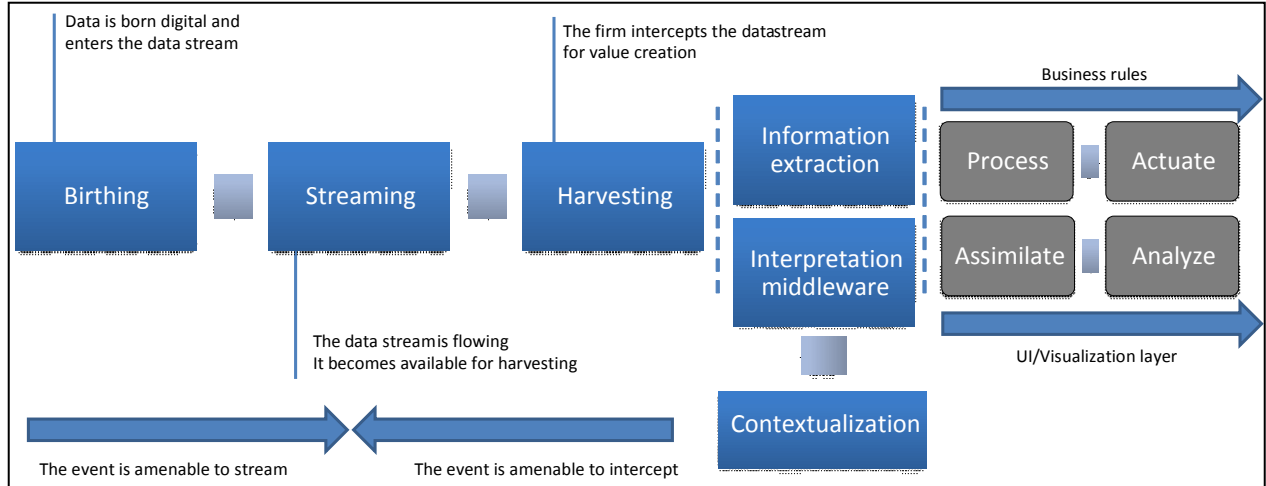 Data is born digital and
enters the data stream
The firm intercepts the datastream
for value creation
Business rules
Birthing
Streaming
Harvesting
Information
extraction
Interpretation
middleware
Process
Actuate
Assimilate
Analyze
The data stream is flowing
It becomes available for harvesting
UI/Visualization layer
Contextualization
The event is amenable to stream
The event is amenable to intercept